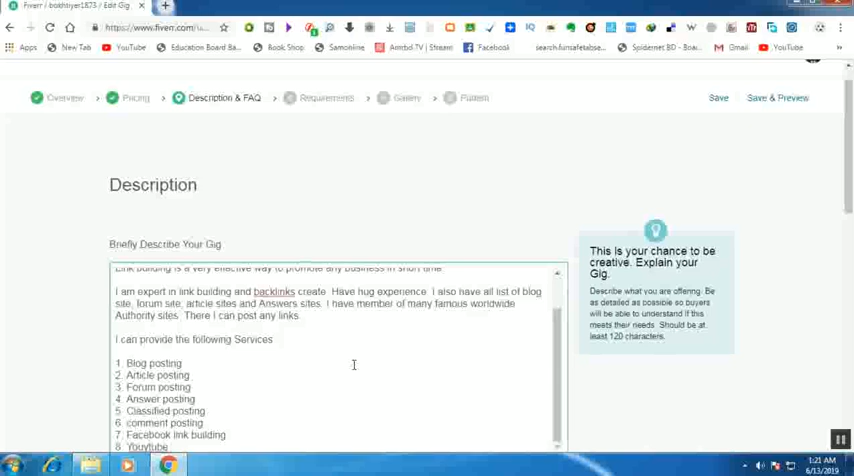 Fiverr / bokhtiyer1873 / Edit Gig
https://www.fiverr.com/u
Apps
New Tab
YouTube
Education Board Ba...
Book Shop
Samonline
Amrbd-TV | Stream
Facebook
search.funsafetabse...
Spidernet BD - Boa...
Gmail
YouTube
Overview
Pricing
Description & FAQ
Requirements
Gallery
Save
Save & Preview
Description
Briefly Describe Your Gig
Link building is a very effective way to promote any business in short time
I am expert in link building and backlinks create. Have hug experience. I also have all list of blog
site, forum site, article sites and Answers sites. I have member of many famous worldwide
Authority sites. There I can post any links.
I can provide the following Services
1. Blog posting
2. Article posting
3. Forum posting
4. Answer posting
5. Classified posting
6. comment posting
7. Facebook link building
8. Youytube
This is your chance to be
creative. Explain your
Gig.
Describe what you are offering. Be
as detailed as possible so buyers
will be able to understand if this
meets their needs. Should be at
least 120 characters.
1:21 AM
6/13/2019